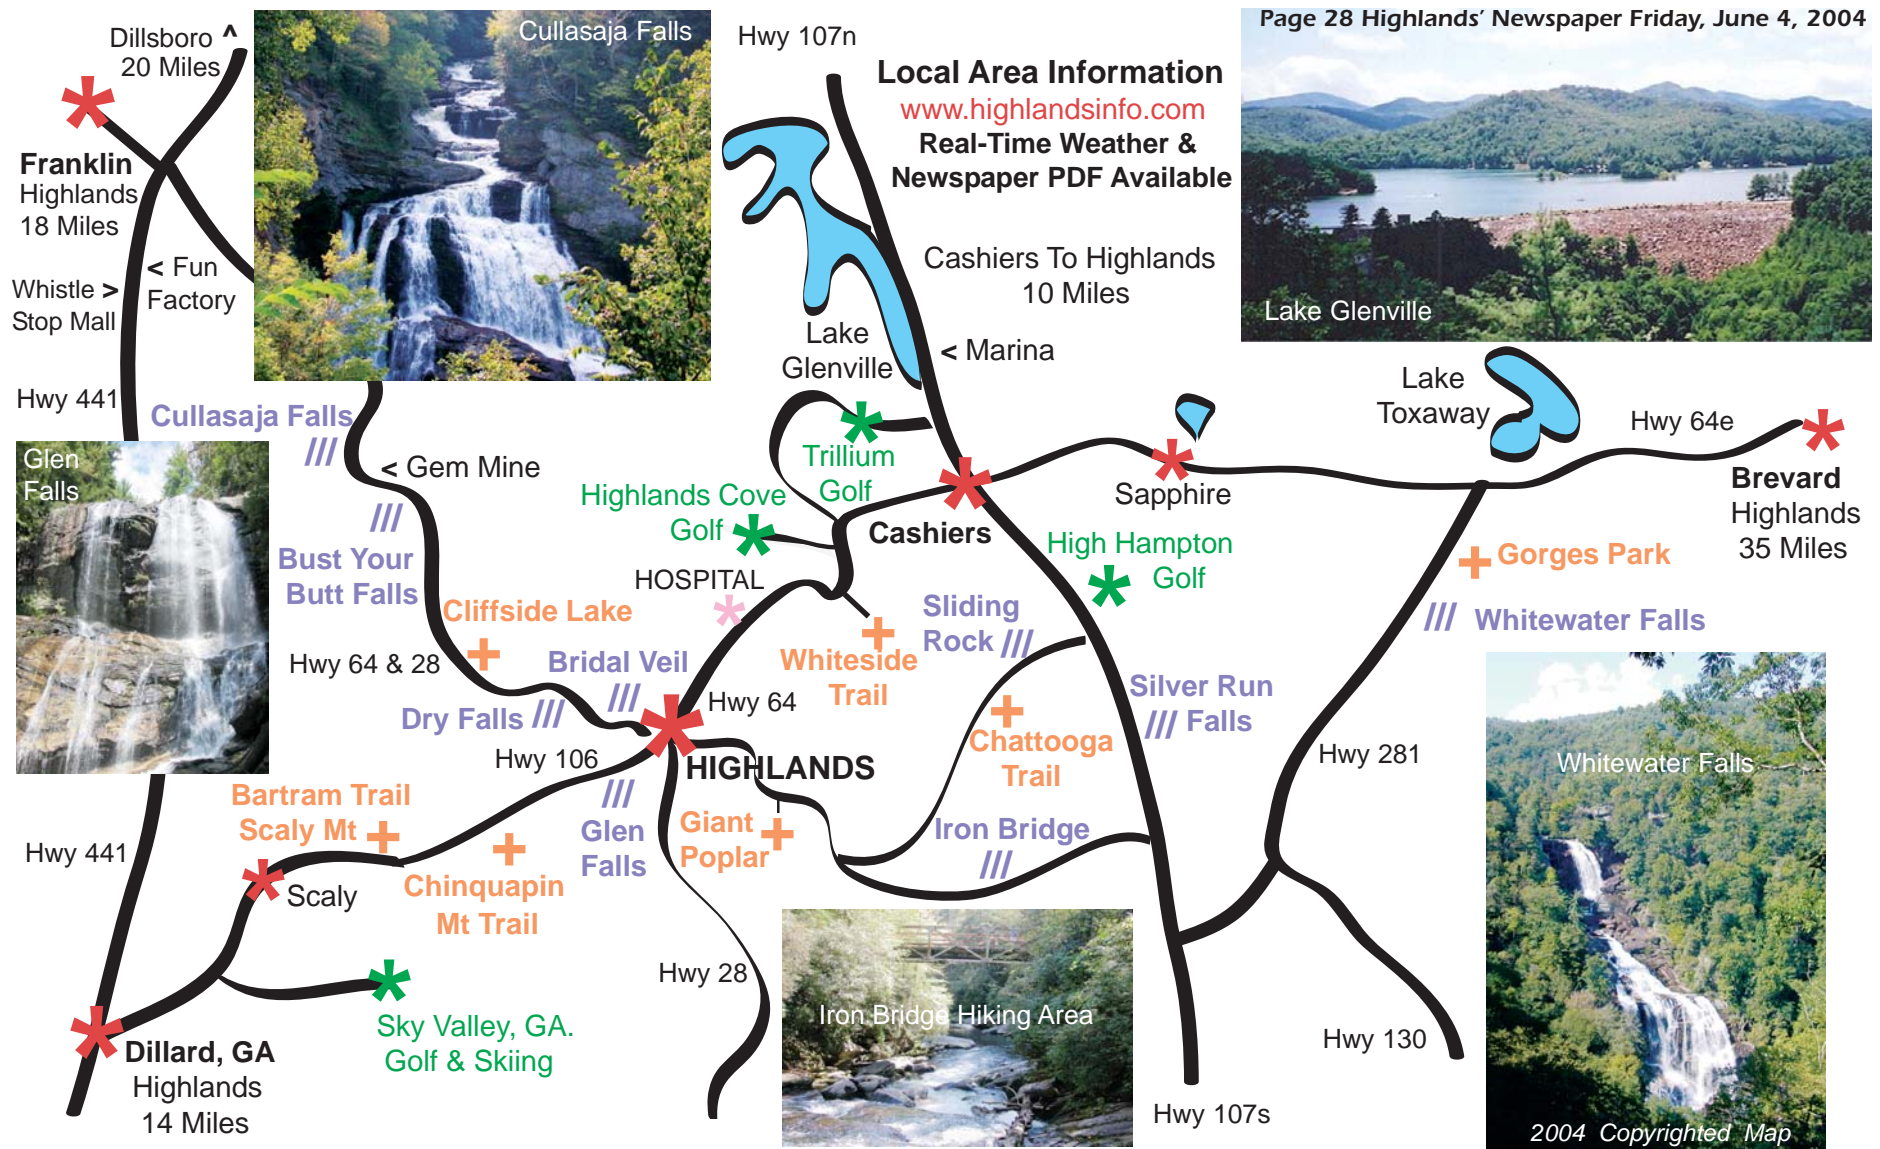 Page 28 Highlands' Newspaper Friday, June 4, 2004
Dillsboro ^
20 Miles
Franklin
Highlands
18 Miles
< Fun
Factory
Whistle >
Stop Mall
Hwy 441
Cullasaja Falls
Hwy 107n
Local Area Information
www.highlandsinfo.com
Real-Time Weather &
Newspaper PDF Available
Cashiers To Highlands
10 Miles
Lake
Glenville
< Marina
Lake Glenville
Lake
Toxaway
Hwy 64e
Brevard
Highlands
35 Miles
Cullasaja Falls
///
< Gem Mine
Glen
Falls
///
Bust Your
Butt Falls
Trillium
Golf
Highlands Cove
Golf
Cashiers
Sapphire
High Hampton
Golf
Gorges Park
/// Whitewater Falls
HOSPITAL
Cliffside Lake
Hwy 64 & 28
Bridal Veil
///
Dry Falls ///
Hwy 64
Whiteside
Trail
Sliding
Rock ///
Silver Run
/// Falls
Chattooga
Trail
Hwy 281
Whitewater Falls
Hwy 106
HIGHLANDS
Bartram Trail
Scaly Mt
///
Glen
Falls
Giant
Poplar
Iron Bridge
///
Hwy 441
Scaly
Chinquapin
Mt Trail
Hwy 28
Iron Bridge Hiking Area
Sky Valley, GA.
Golf & Skiing
Dillard, GA
Highlands
14 Miles
Hwy 130
Hwy 107s
2004 Copyrighted Map